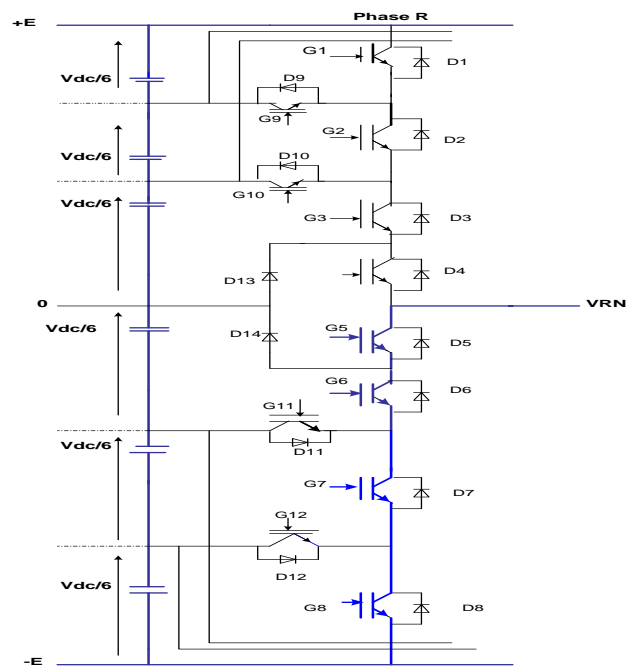 Phase R
+E
G1
D1
Vdc/6
D9
G9
G2
D2
Vdc/6
D10
G10
Vdc/6
G3
D3
D13
D4
0
VRN
Vdc/6
D14
G5
D5
G6
D6
G11
D11
Vdc/6
G7
D7
G12
D12
Vdc/6
G8
D8
-E